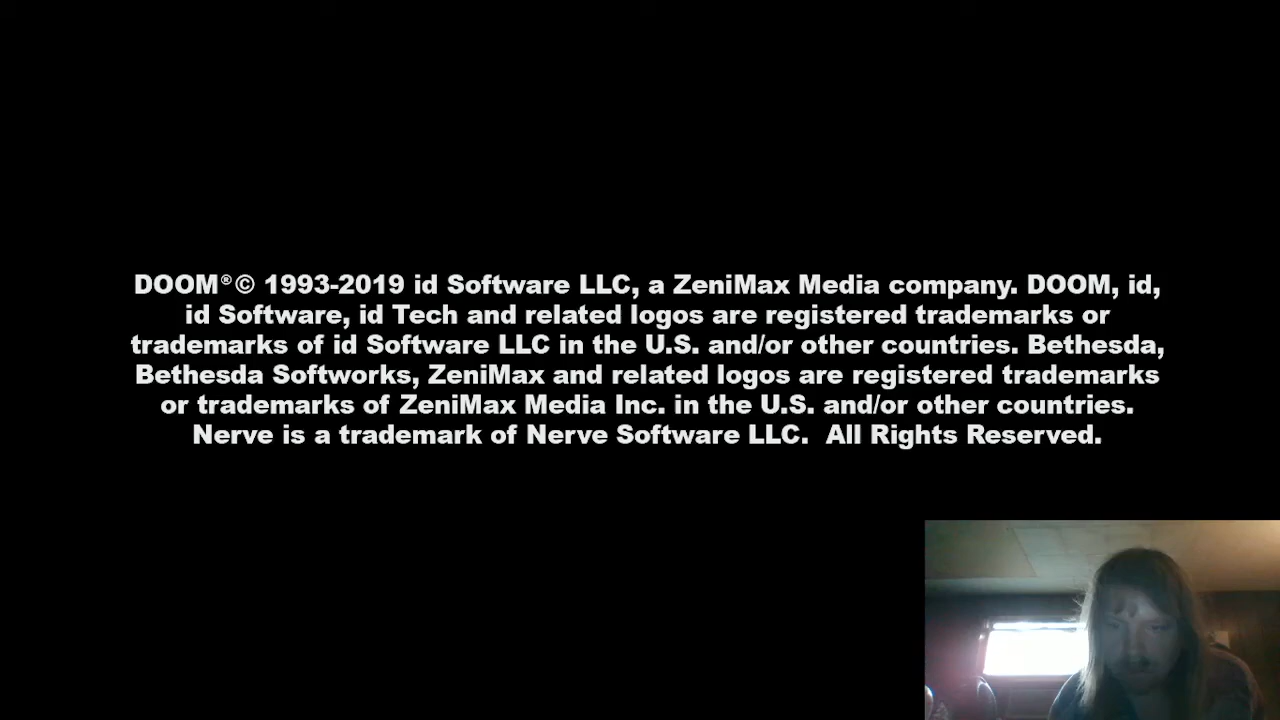 DOOM®© 1993-2019 id Software LLC, a ZeniMax Media company. DOOM, id,
id Software, id Tech and related logos are registered trademarks or
trademarks of id Software LLC in the U.S. and/or other countries. Bethesda,
Bethesda Softworks, ZeniMax and related logos are registered trademarks
or trademarks of ZeniMax Media Inc. in the U.S. and/or other countries.
Nerve is a trademark of Nerve Software LLC.  All Rights Reserved.